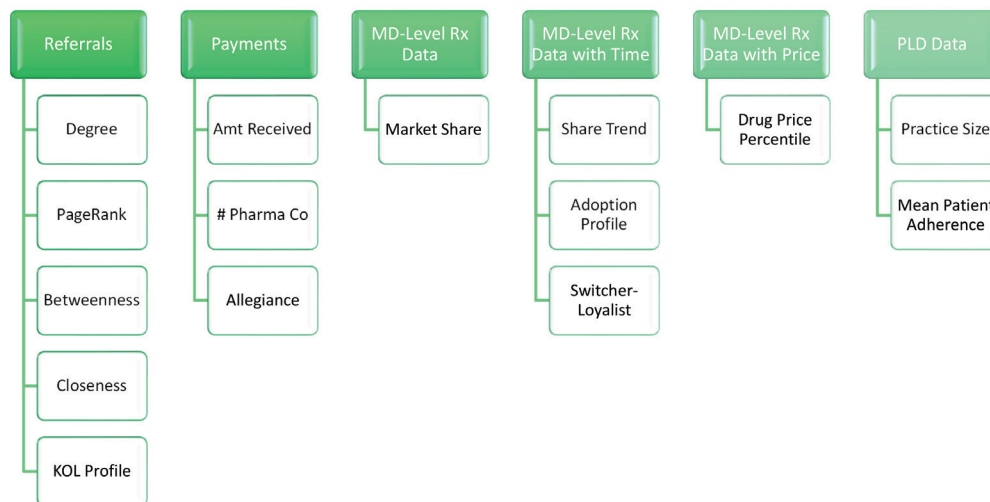 Referrals
Degree
PageRank
Betweenness
Closeness
KOL Profile
Payments
Amt Received
# Pharma Co
Allegiance
MD-Level Rx
Data
Market Share
MD-Level Rx
Data with Time
Share Trend
Adoption
Profile
Switcher-
Loyalist
MD-Level Rx
Data with Price
Drug Price
Percentile
PLD Data
Practice Size
Mean Patient
Adherence